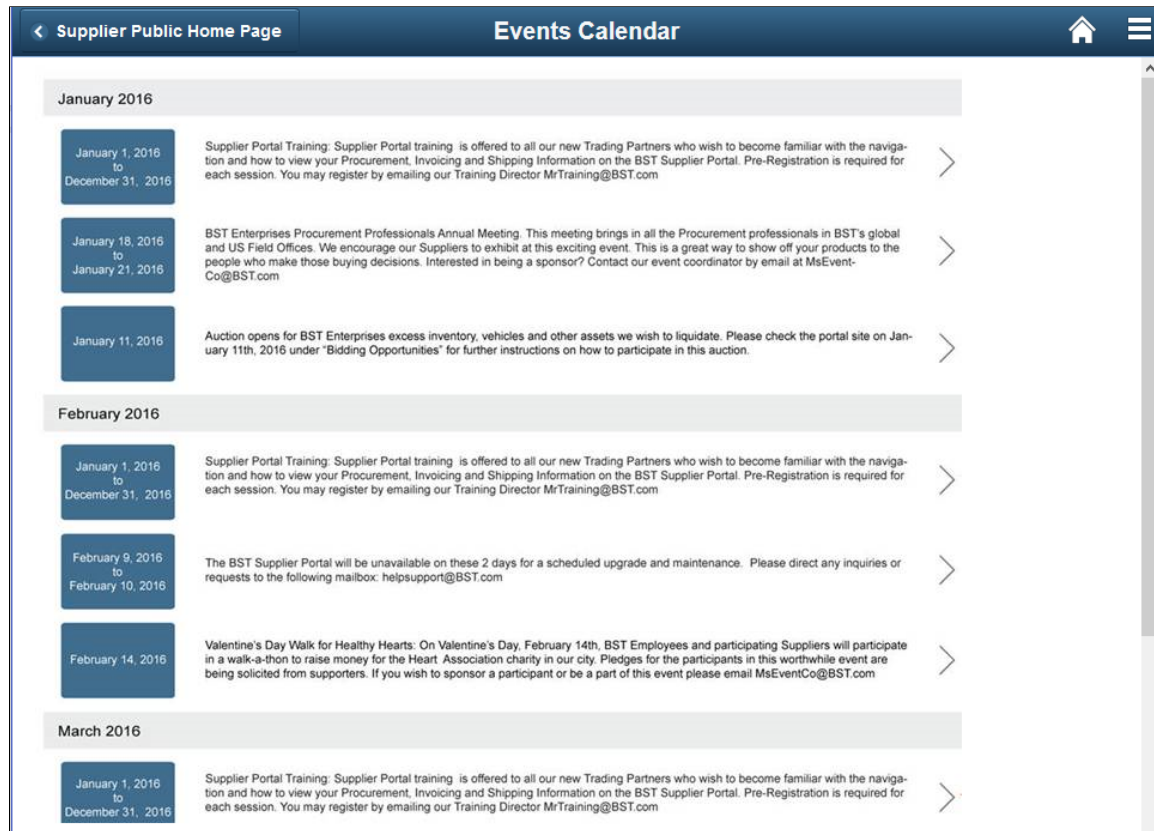 Supplier Public Home Page
Events Calendar
January 2016
January 1, 2016
to
December 31, 2016
Supplier Portal Training: Supplier Portal training is offered to all our new Trading Partners who wish to become familiar with the naviga-
tion and how to view your Procurement, Invoicing and Shipping Information on the BST Supplier Portal. Pre-Registration is required for
each session. You may register by emailing our Training Director MrTraining@BST.com
January 18, 2016
to
January 21, 2016
BST Enterprises Procurement Professionals Annual Meeting. This meeting brings in all the Procurement professionals in BST's global
and US Field Offices. We encourage our Suppliers to exhibit at this exciting event. This is a great way to show off your products to the
people who make those buying decisions. Interested in being a sponsor? Contact our event coordinator by email at MsEvent-
Co@BST.com
January 11, 2016
Auction opens for BST Enterprises excess inventory, vehicles and other assets we wish to liquidate. Please check the portal site on Jan-
uary 11th, 2016 under “Bidding Opportunities” for further instructions on how to participate in this auction.
February 2016
January 1, 2016
to
December 31, 2016
Supplier Portal Training: Supplier Portal training is offered to all our new Trading Partners who wish to become familiar with the naviga-
tion and how to view your Procurement, Invoicing and Shipping Information on the BST Supplier Portal. Pre-Registration is required for
each session. You may register by emailing our Training Director MrTraining@BST.com
February 9, 2016
to
February 10, 2016
The BST Supplier Portal will be unavailable on these 2 days for a scheduled upgrade and maintenance. Please direct any inquiries or
requests to the following mailbox: helpsupport@BST.com
February 14, 2016
Valentine's Day Walk for Healthy Hearts: On Valentine's Day, February 14th, BST Employees and participating Suppliers will participate
in a walk-a-thon to raise money for the Heart Association charity in our city. Pledges for the participants in this worthwhile event are
being solicited from supporters. If you wish to sponsor a participant or be a part of this event please email MsEventCo@BST.com
March 2016
January 1, 2016
to
December 31, 2016
Supplier Portal Training: Supplier Portal training is offered to all our new Trading Partners who wish to become familiar with the naviga-
tion and how to view your Procurement, Invoicing and Shipping Information on the BST Supplier Portal. Pre-Registration is required for
each session. You may register by emailing our Training Director MrTraining@BST.com